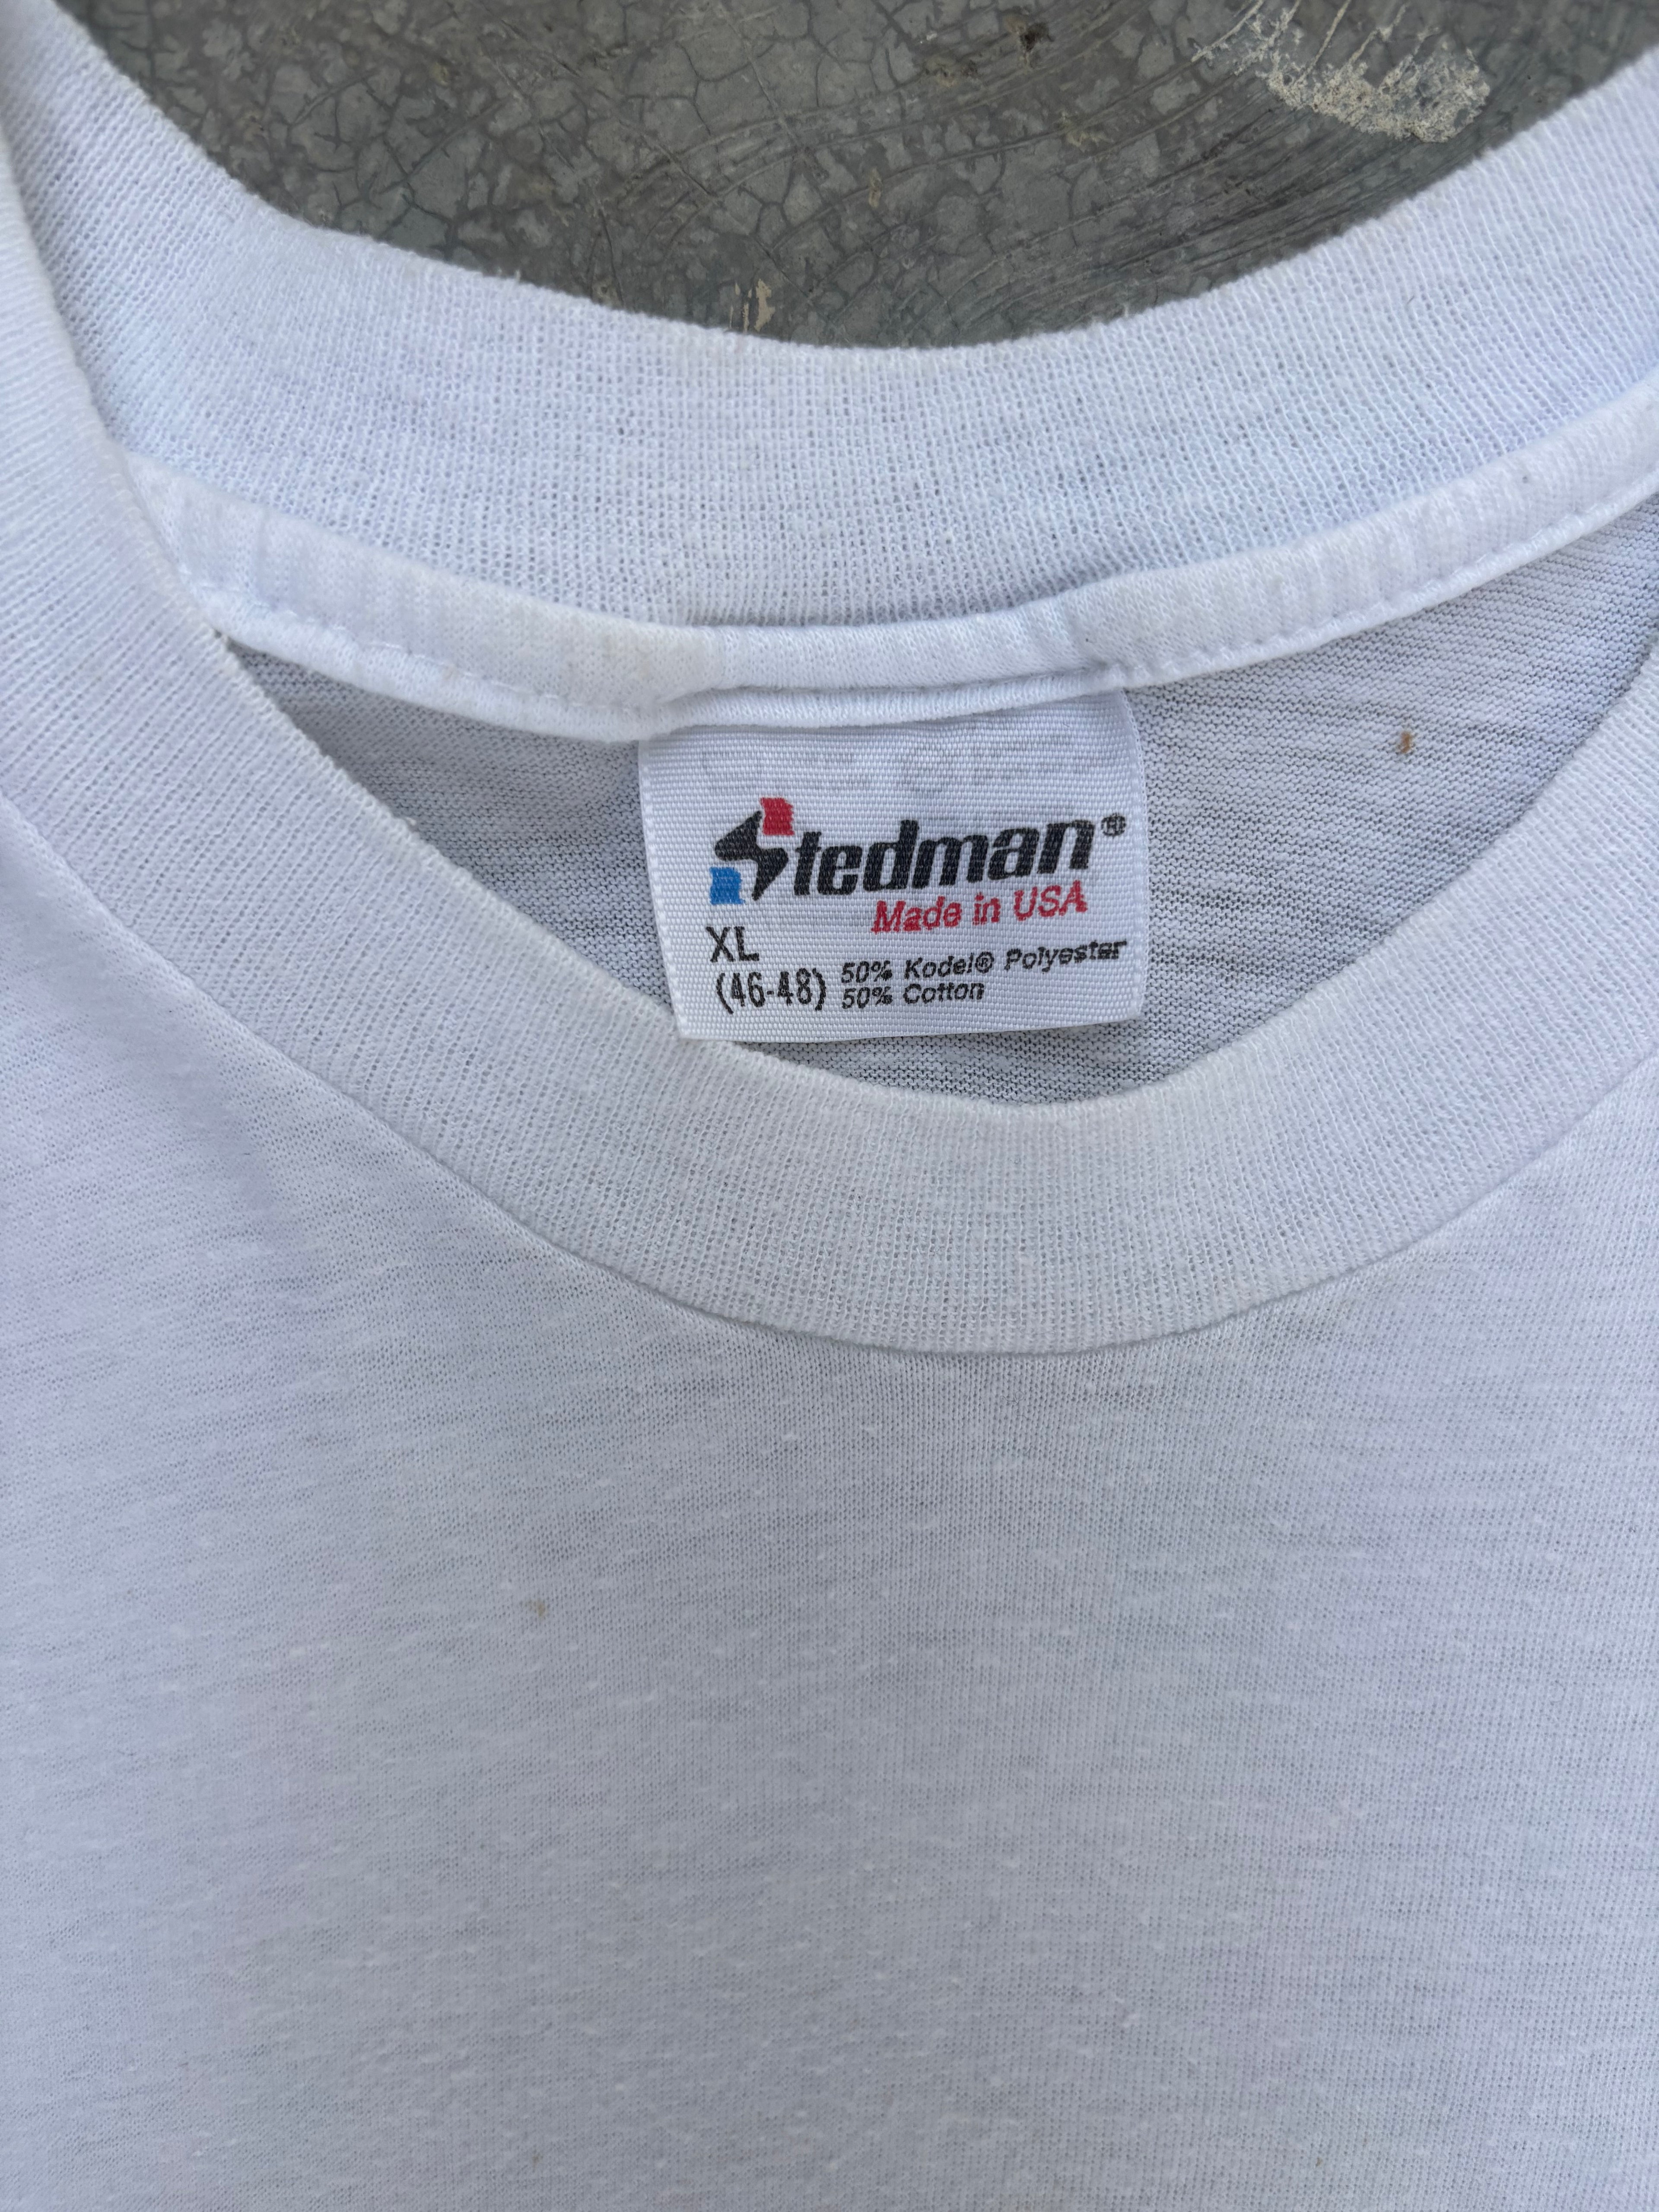 Stedman®
Made in USA
XL
(46-48)
50% Kodel® Polyester
50% Cotton